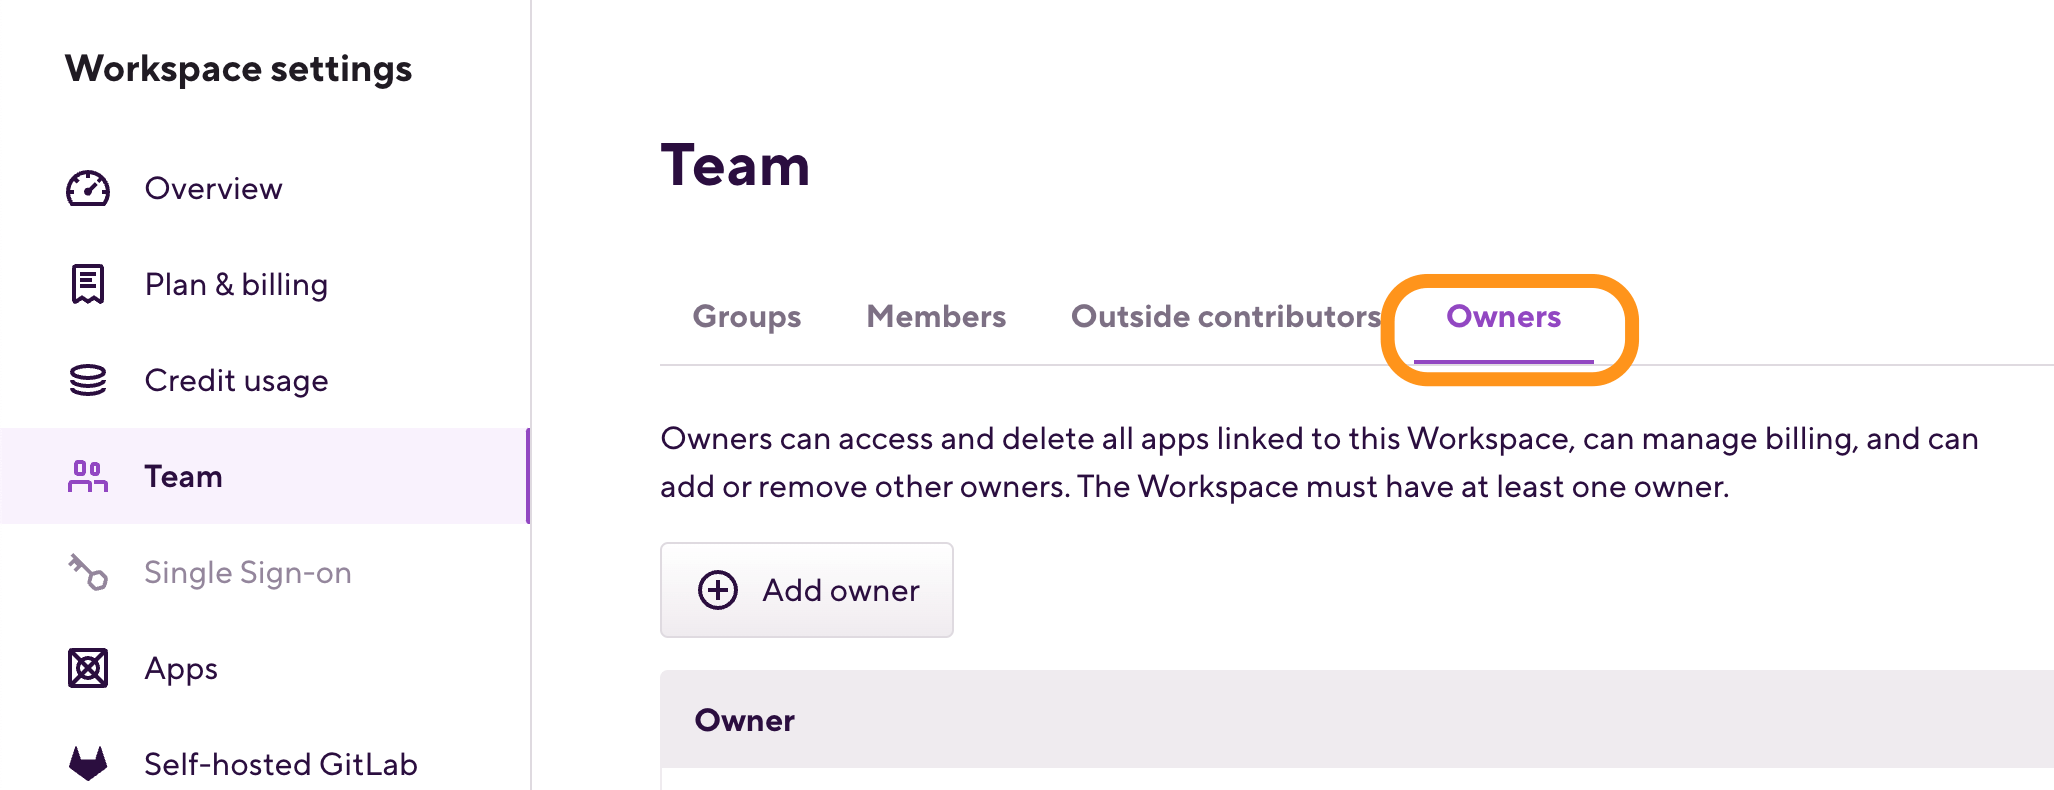 Workspace settings
Overview
Plan & billing
Credit usage
Team
Single Sign-on
Apps
Self-hosted GitLab
Team
Groups Members Outside contributors Owners
Owners can access and delete all apps linked to this Workspace, can manage billing, and can
add or remove other owners. The Workspace must have at least one owner.
Add owner
Owner